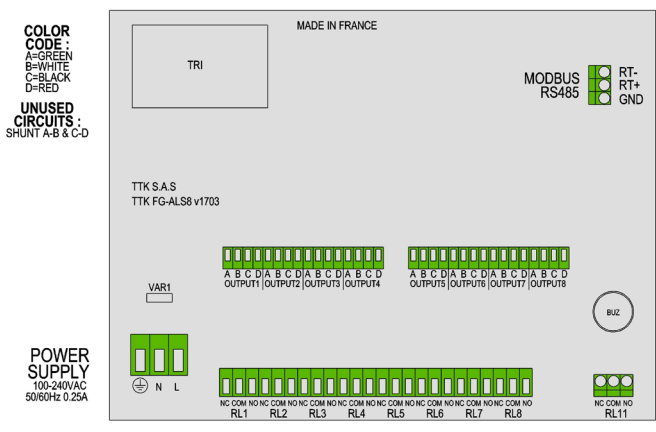 COLOR
CODE :
A=GREEN
B=WHITE
C=BLACK
D=RED
UNUSED
CIRCUITS :
SHUNT A-B & C-D
MADE IN FRANCE
TRI
MODBUS
RS485
RT-
RT+
GND
TTK S.A.S
TTK FG-ALS8 v1703
A B C D A B C D A B C D A B C D
OUTPUT1 OUTPUT2 OUTPUT3 OUTPUT4
A B C D A B C D A B C D A B C D
OUTPUT5 OUTPUT6 OUTPUT7 OUTPUT8
VAR1
BUZ
POWER
SUPPLY
100-240VAC
50/60Hz 0.25A
N L
NC COM NO NC COM NO NC COM NO NC COM NO NC COM NO NC COM NO NC COM NO NC COM NO
RL1 RL2 RL3 RL4 RL5 RL6 RL7 RL8
NC COM NO
RL11